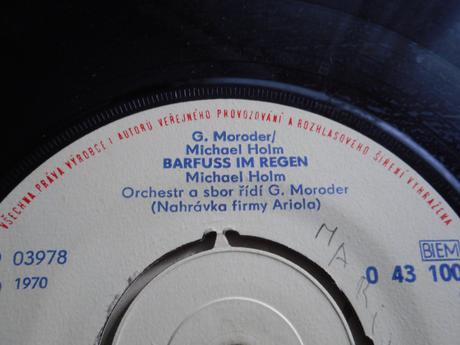 VŠECHNA PRÁVA VÝROBCE I AUTORŮ VEŘEJNÉHO PROVOZOVÁNÍ A ROZHLASOVÉHO ŠÍŘENÍ VYHRAZENA
G. Moroder/
Michael Holm
BARFUSS IM REGEN
Michael Holm
Orchestr a sbor řídí G. Moroder
(Nahrávka firmy Ariola)
03978
1970
BIEM
0 43 100